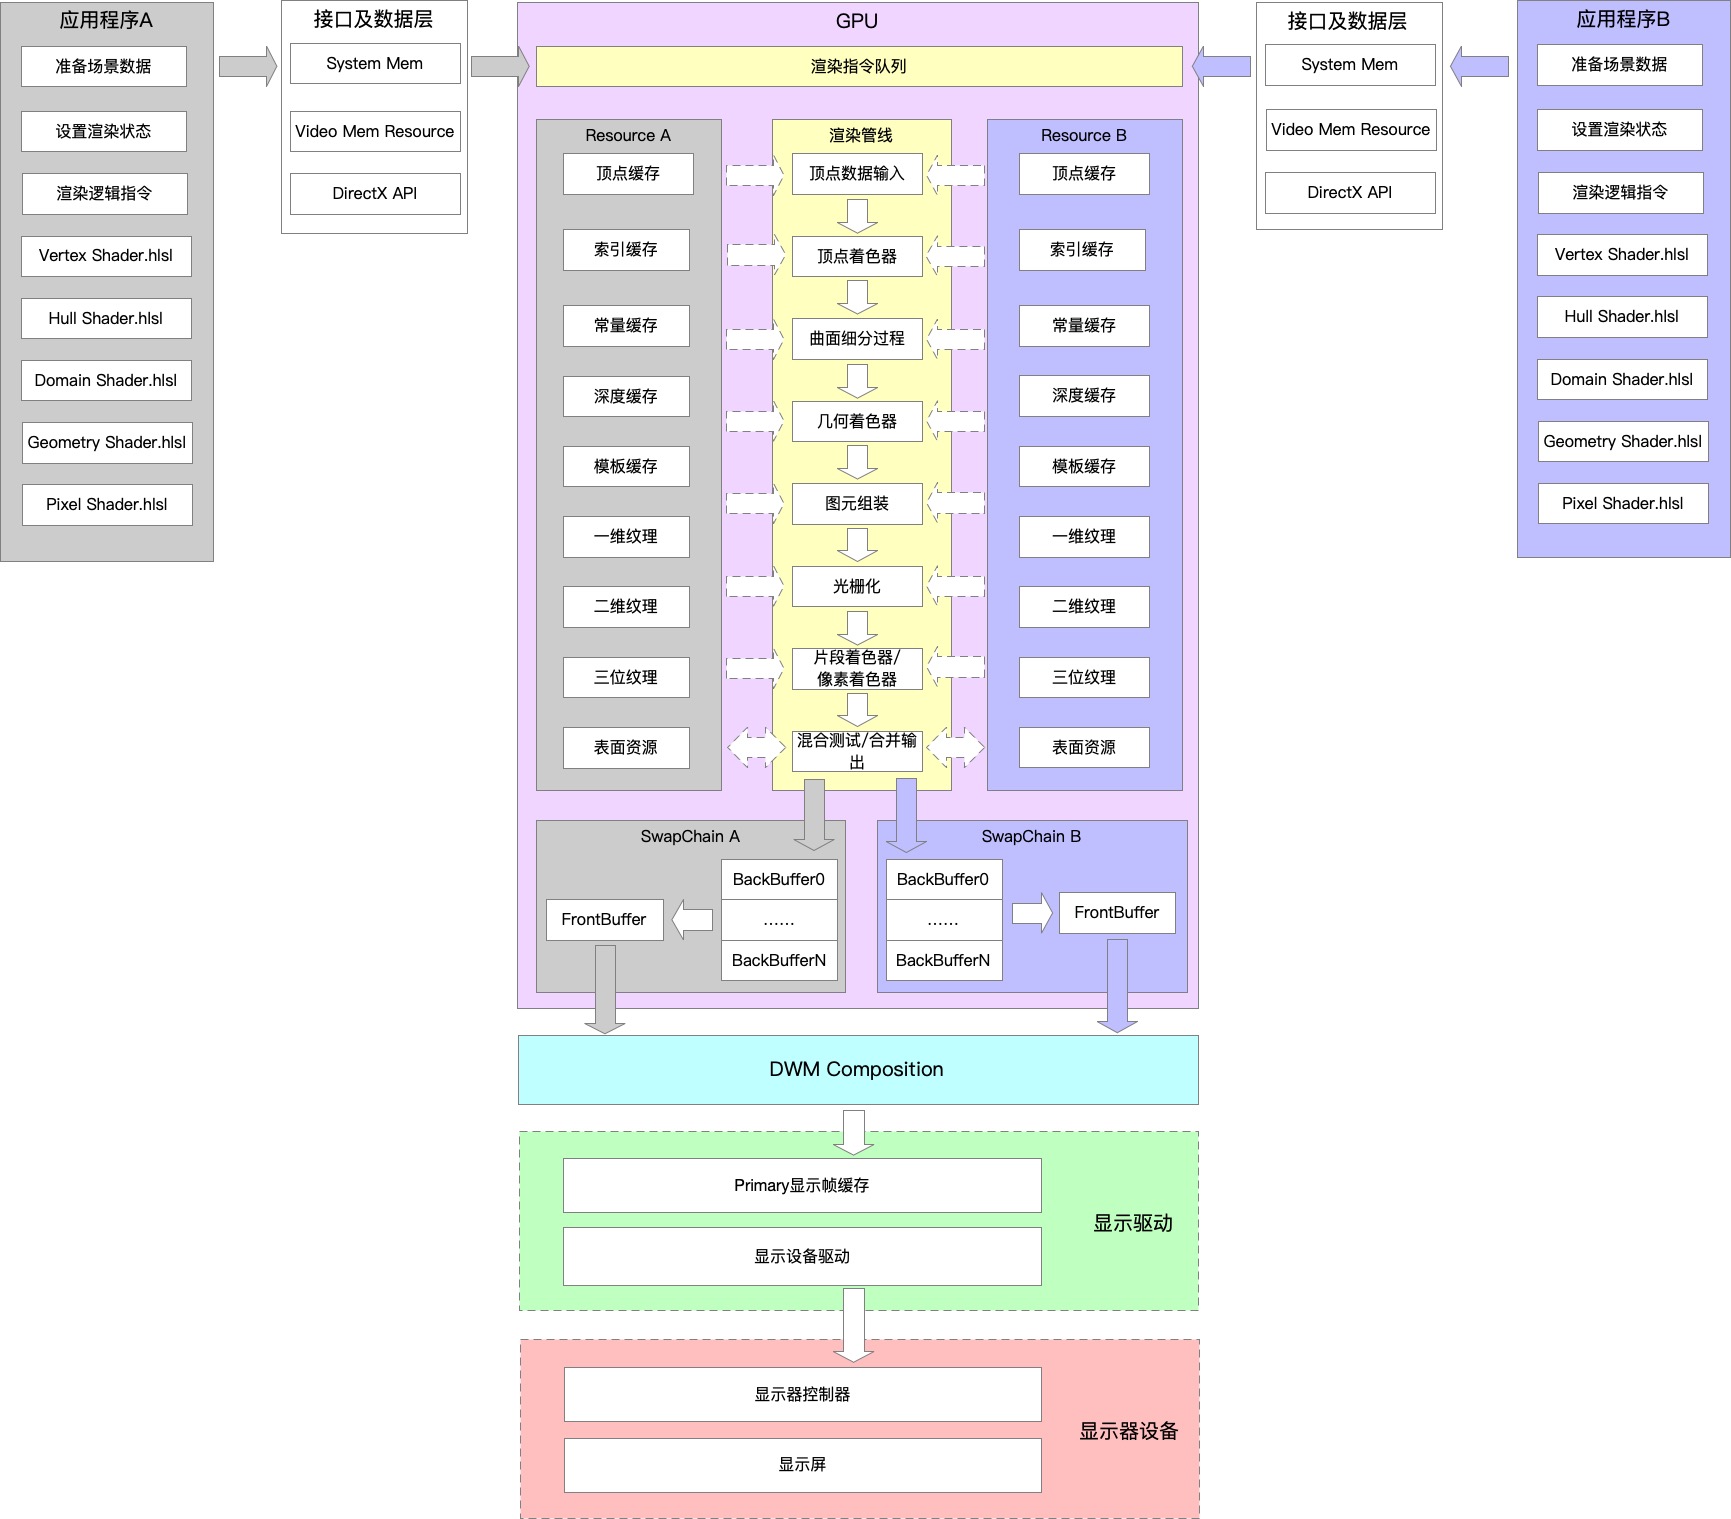 应用程序A
准备场景数据
设置渲染状态
渲染逻辑指令
Vertex Shader.hlsl
Hull Shader.hlsl
Domain Shader.hlsl
Geometry Shader.hlsl
Pixel Shader.hlsl
接口及数据层
System Mem
Video Mem Resource
DirectX API
GPU
渲染指令队列
Resource A
顶点缓存
索引缓存
常量缓存
深度缓存
模板缓存
一维纹理
二维纹理
三位纹理
表面资源
渲染管线
顶点数据输入
顶点着色器
曲面细分过程
几何着色器
图元组装
光栅化
片段着色器/
像素着色器
混合测试/合并输
出
Resource B
顶点缓存
索引缓存
常量缓存
深度缓存
模板缓存
一维纹理
二维纹理
三位纹理
表面资源
接口及数据层
System Mem
Video Mem Resource
DirectX API
应用程序B
准备场景数据
设置渲染状态
渲染逻辑指令
Vertex Shader.hlsl
Hull Shader.hlsl
Domain Shader.hlsl
Geometry Shader.hlsl
Pixel Shader.hlsl
SwapChain A
FrontBuffer
BackBuffer0
......
BackBufferN
SwapChain B
BackBuffer0
......
BackBufferN
FrontBuffer
DWM Composition
Primary显示帧缓存
显示设备驱动
显示驱动
显示器控制器
显示屏
显示器设备